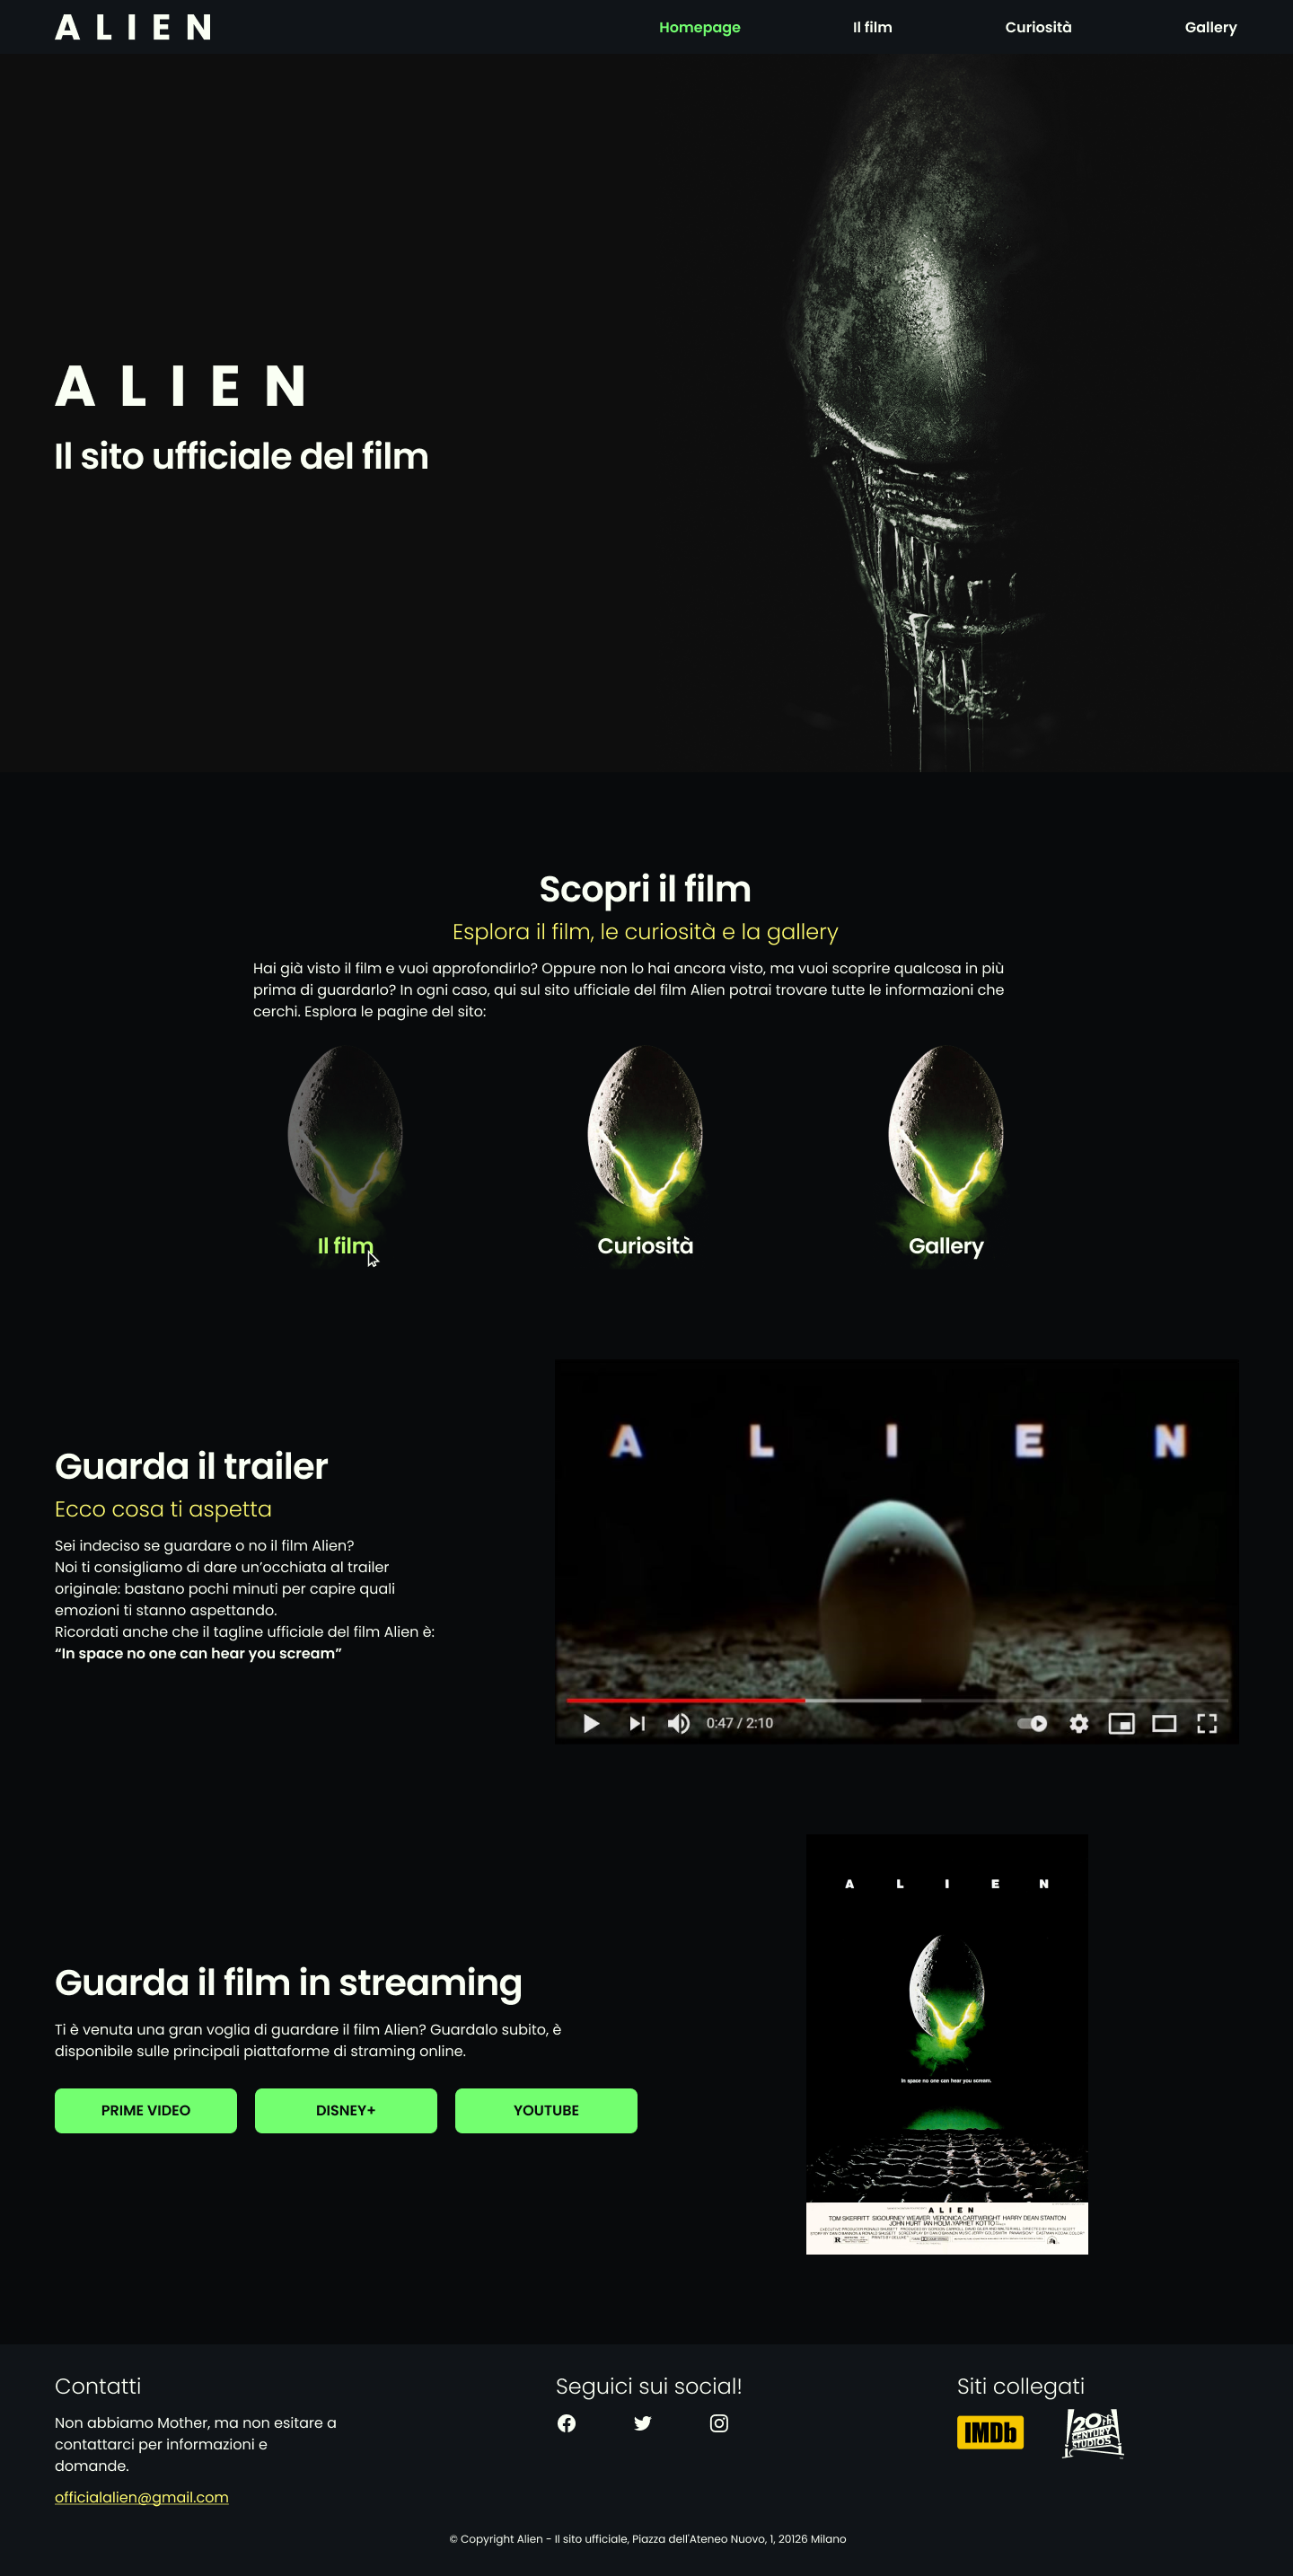 ALIEN
Homepage
Il film
Curiosità
Gallery
ALIEN
Il sito ufficiale del film
Scopri il film
Esplora il film, le curiosità e la gallery
Hai già visto il film e vuoi approfondirlo? Oppure non lo hai ancora visto, ma vuoi scoprire qualcosa in più
prima di guardarlo? In ogni caso, qui sul sito ufficiale del film Alien potrai trovare tutte le informazioni che
cerchi. Esplora le pagine del sito:
Il film
Curiosità
Gallery
Guarda il trailer
Ecco cosa ti aspetta
Sei indeciso se guardare o no il film Alien?
Noi ti consigliamo di dare un’occhiata al trailer
originale: bastano pochi minuti per capire quali
emozioni ti stanno aspettando.
Ricordati anche che il tagline ufficiale del film Alien è:
“In space no one can hear you scream”
A L I E N
0:47 / 2:10
Guarda il film in streaming
Ti è venuta una gran voglia di guardare il film Alien? Guardalo subito, è
disponibile sulle principali piattaforme di straming online.
PRIME VIDEO
DISNEY+
YOUTUBE
A L I E N
In space no one can hear you scream.
ALIEN
TOM SKERRITT SIGOURNEY WEAVER VERONICA CARTWRIGHT HARRY DEAN STANTON
JOHN HURT IAN HOLM YAPHET KOTTO
Contatti
Non abbiamo Mother, ma non esitare a
contattarci per informazioni e
domande.
officialalien@gmail.com
Seguici sui social!
Siti collegati
IMDb
20th
CENTURY
STUDIOS
© Copyright Alien - Il sito ufficiale, Piazza dell'Ateneo Nuovo, 1, 20126 Milano